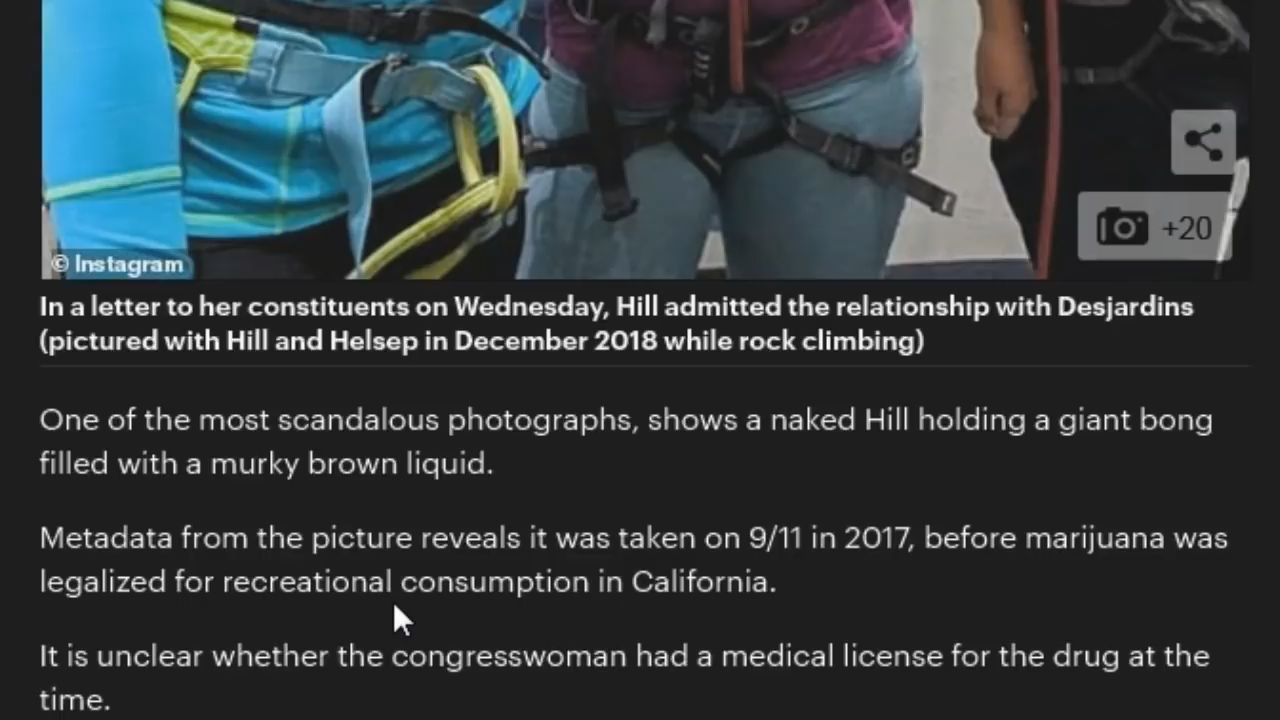 +20
© Instagram
In a letter to her constituents on Wednesday, Hill admitted the relationship with Desjardins
(pictured with Hill and Helsep in December 2018 while rock climbing)
One of the most scandalous photographs, shows a naked Hill holding a giant bong
filled with a murky brown liquid.
Metadata from the picture reveals it was taken on 9/11 in 2017, before marijuana was
legalized for recreational consumption in California.
It is unclear whether the congresswoman had a medical license for the drug at the
time.